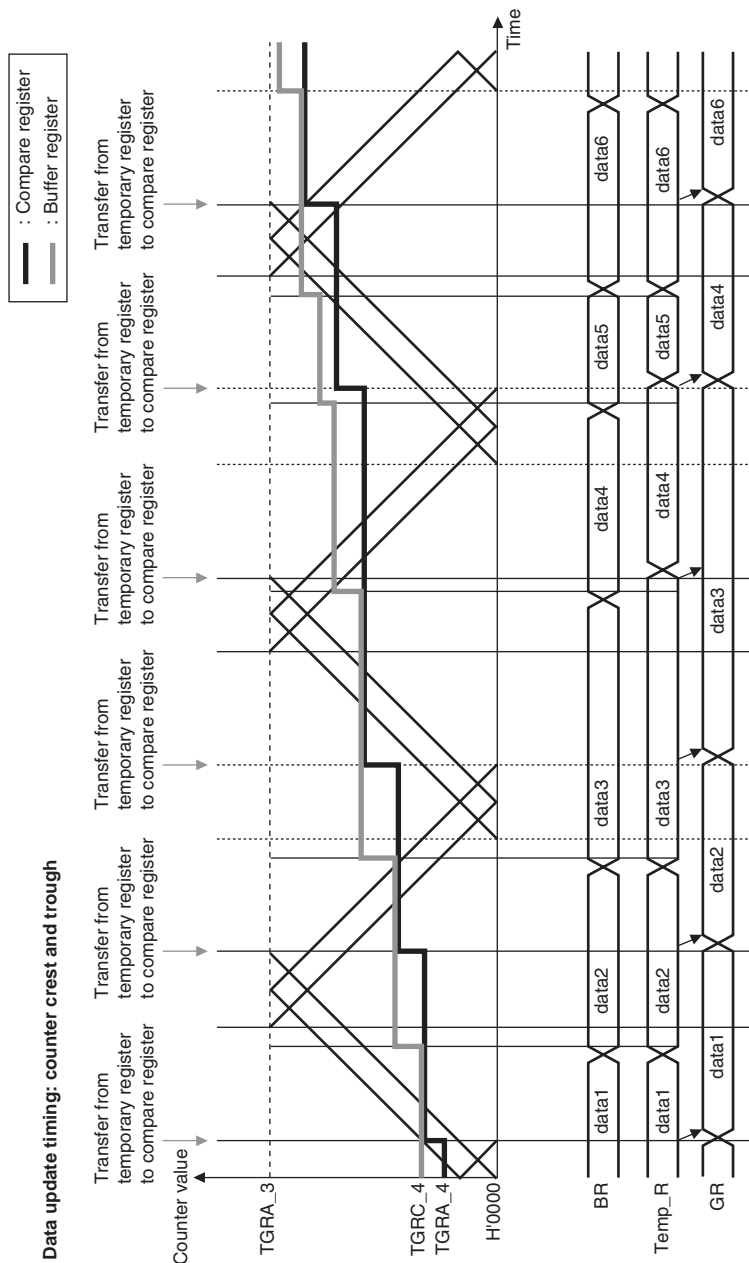 Data update timing: counter crest and trough
: Compare register
: Buffer register
Transfer from
temporary register
to compare register
Transfer from
temporary register
to compare register
Transfer from
temporary register
to compare register
Transfer from
temporary register
to compare register
Transfer from
temporary register
to compare register
Transfer from
temporary register
to compare register
Counter value
TGRA_3
TGRC_4
TGRA_4
H'0000
Time
BR
data1
data2
data3
data4
data5
data6
Temp_R
data1
data2
data3
data4
data5
data6
GR
data1
data2
data3
data4
data6